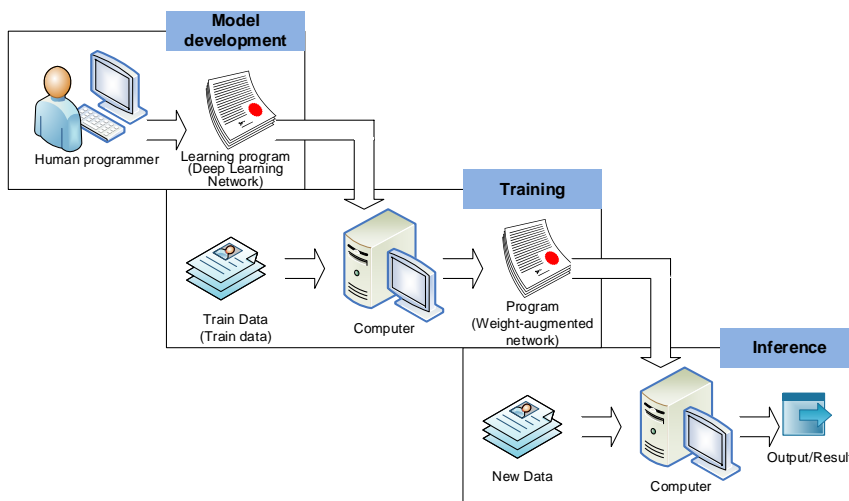 Model
development
Human programmer
Learning program
(Deep Learning
Network)
Training
Train Data
(Train data)
Computer
Program
(Weight-augmented
network)
Inference
New Data
Computer
Output/Result